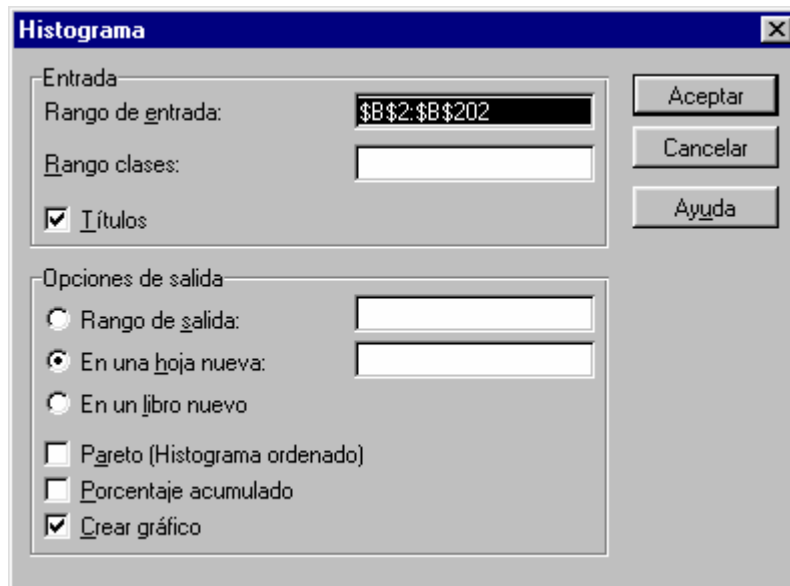 Histograma
Entrada
Rango de entrada: $B$2:$B$202
Rango clases:
Títulos
Aceptar
Cancelar
Ayuda
Opciones de salida
Rango de salida:
En una hoja nueva:
En un libro nuevo
Pareto (Histograma ordenado)
Porcentaje acumulado
Crear gráfico